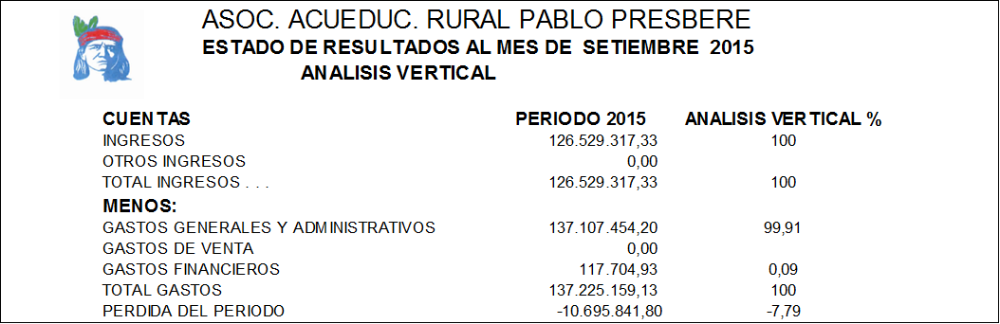 ASOC. ACUEDUC. RURAL PABLO PRESBERE
ESTADO DE RESULTADOS AL MES DE SETIEMBRE 2015
ANALISIS VERTICAL
CUENTAS PERIODO 2015 ANALISIS VERTICAL %
INGRESOS 126.529.317,33 100
OTROS INGRESOS 0,00
TOTAL INGRESOS . . . 126.529.317,33 100
MENOS:
GASTOS GENERALES Y ADMINISTRATIVOS 137.107.454,20 99,91
GASTOS DE VENTA 0,00
GASTOS FINANCIEROS 117.704,93 0,09
TOTAL GASTOS 137.225.159,13 100
PERDIDA DEL PERIODO -10.695.841,80 -7,79